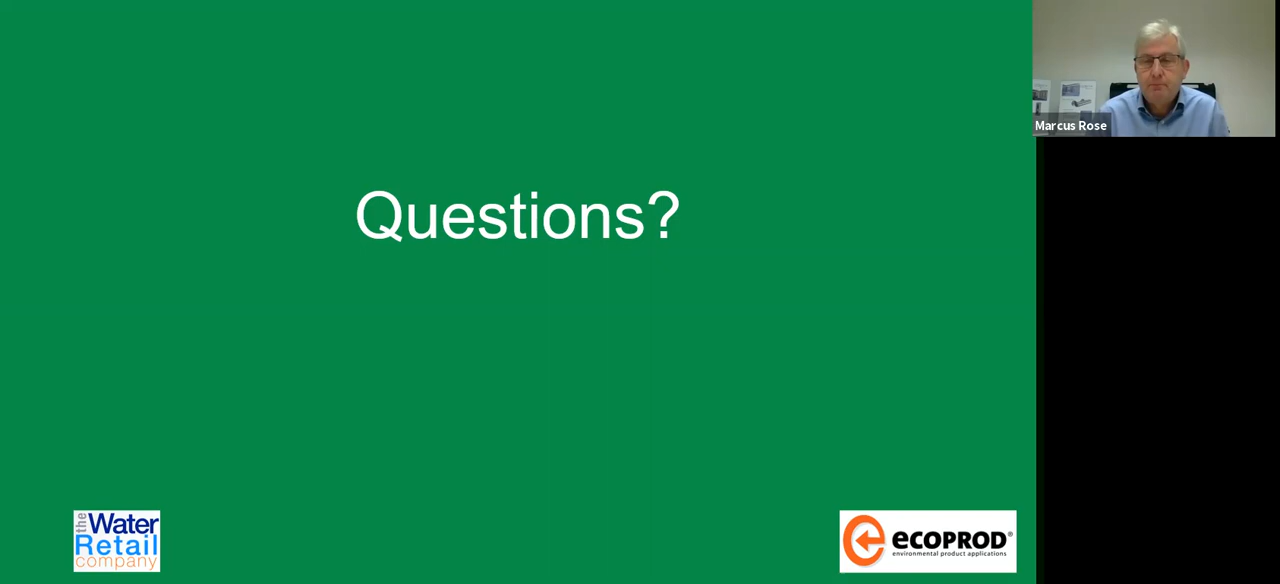 Questions?
Marcus Rose
the
Water
Retail
company
ECOPROD®
environmental product applications